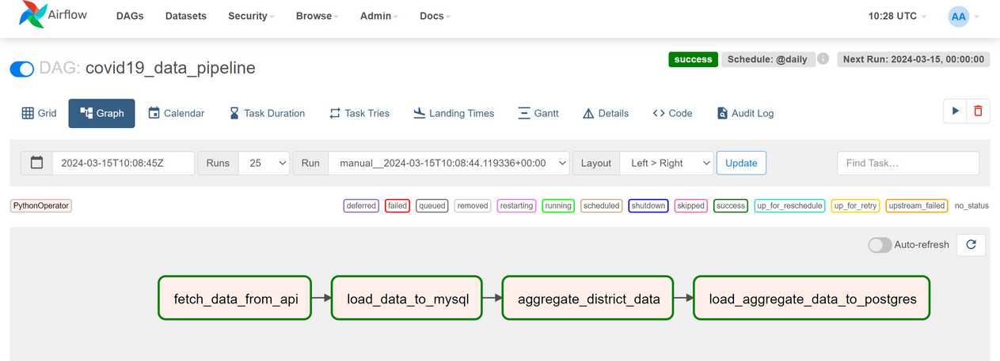 Airflow DAGs Datasets Security Browse Admin Docs 10:28 UTC AA
DAG: covid19_data_pipeline success Schedule: @daily Next Run: 2024-03-15, 00:00:00
Grid Graph Calendar Task Duration Task Tries Landing Times Gantt Details <> Code Audit Log
2024-03-15T10:08:45Z Runs 25 Run manual__2024-03-15T10:08:44.119336+00:00 Layout Left > Right Update Find Task...
PythonOperator deferred failed queued removed restarting running scheduled shutdown skipped success up_for_reschedule up_for_retry upstream_failed no_status
Auto-refresh
fetch_data_from_api load_data_to_mysql aggregate_district_data load_aggregate_data_to_postgres